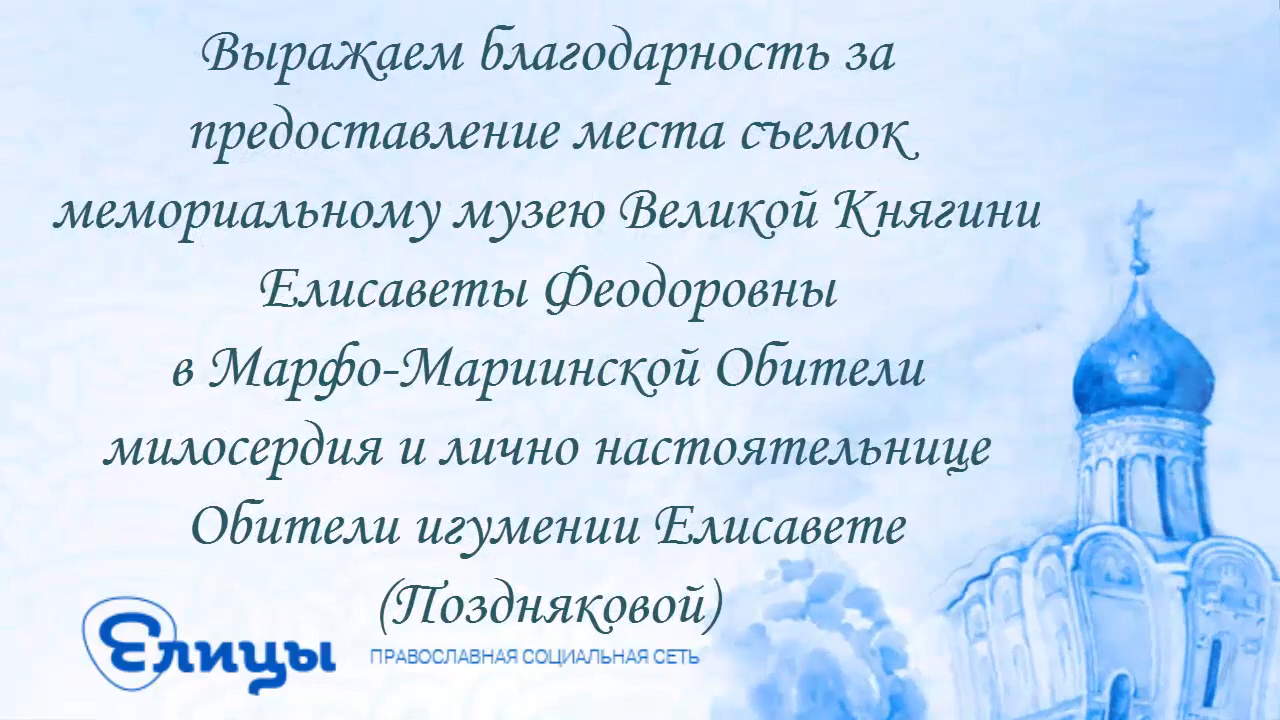 Выражаем благодарность за
предоставление места съемок
мемориальному музею Великой Княгини
Елисаветы Феодоровны
в Марфо-Мариинской Обители
милосердия и лично настоятельнице
Обители игумении Елисавете
(Поздняковой)
Елицы
ПРАВОСЛАВНАЯ СОЦИАЛЬНАЯ СЕТЬ